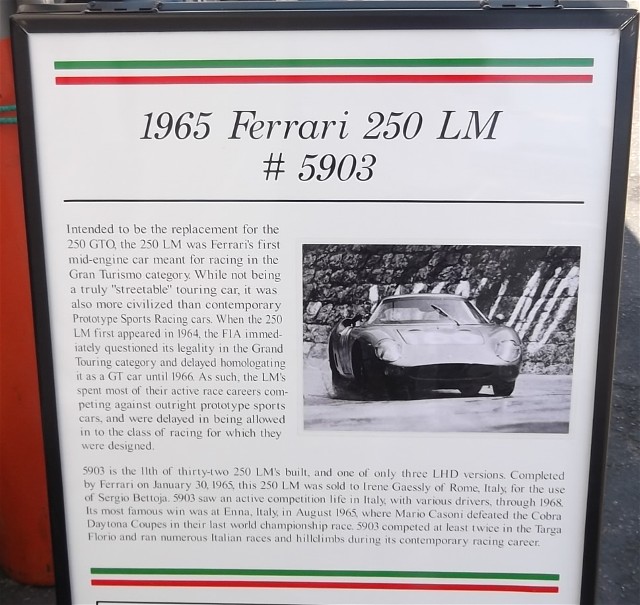 1965 Ferrari 250 LM
# 5903
Intended to be the replacement for the
250 GTO, the 250 LM was Ferrari's first
mid-engine car meant for racing in the
Gran Turismo category. While not being
a truly "streetable" touring car, it was
also more civilized than contemporary
Prototype Sports Racing cars. When the 250
LM first appeared in 1964, the FIA immed-
iately questioned its legality in the Grand
Touring category and delayed homologating
it as a GT car until 1966. As such, the LM's
spent most of their active race careers com-
peting against outright prototype sports
cars, and were delayed in being allowed
in to the class of racing for which they
were designed.
5903 is the 11th of thirty-two 250 LM's built, and one of only three LHD versions. Completed
by Ferrari on January 30, 1965, this 250 LM was sold to Irene Gaessly of Rome, Italy, for the use
of Sergio Bettoja. 5903 saw an active competition life in Italy, with various drivers, through 1968.
Its most famous win was at Enna, Italy, in August 1965, where Mario Casoni defeated the Cobra
Daytona Coupes in their last world championship race. 5903 competed at least twice in the Targa
Florio and ran numerous Italian races and hillclimbs during its contemporary racing career.